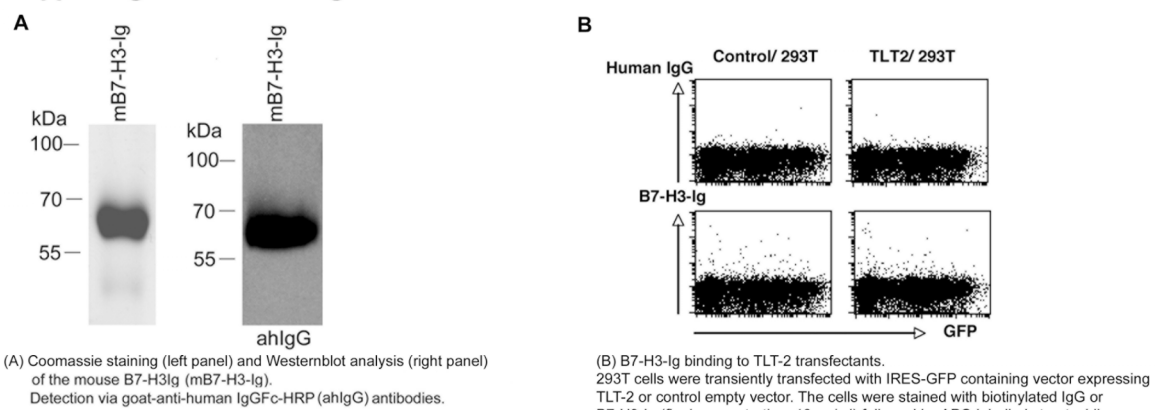 A
mB7-H3-Ig
mB7-H3-Ig
kDa
100
70
55
kDa
100
70
55
ahIgG
(A) Coomassie staining (left panel) and Westernblot analysis (right panel)
of the mouse B7-H3Ig (mB7-H3-Ig).
Detection via goat-anti-human IgGFc-HRP (ahIgG) antibodies.
B
Control/ 293T
TLT2/ 293T
Human IgG
B7-H3-Ig
GFP
(B) B7-H3-Ig binding to TLT-2 transfectants.
293T cells were transiently transfected with IRES-GFP containing vector expressing
TLT-2 or control empty vector. The cells were stained with biotinylated IgG or